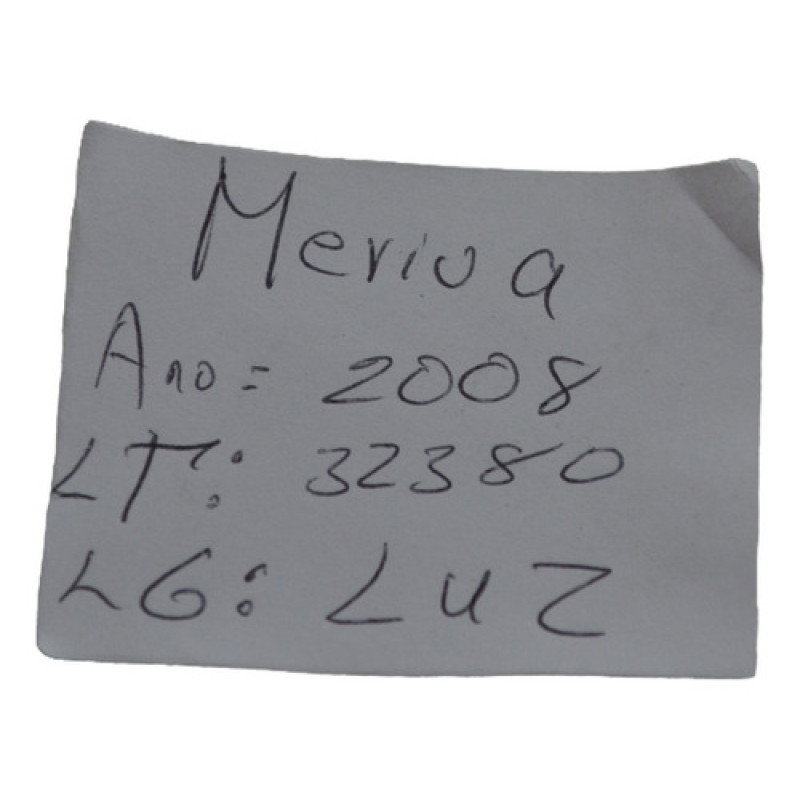 Meriva
Ano = 2008
LT: 32380
LG: LUZ